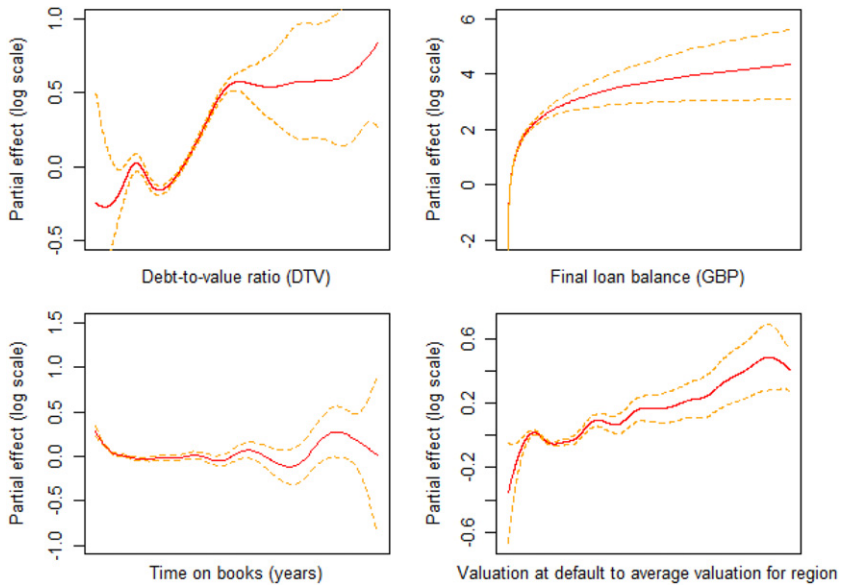 Partial effect (log scale)
1.0
0.5
0.0
-0.5
Debt-to-value ratio (DTV)
Partial effect (log scale)
6
4
2
0
-2
Final loan balance (GBP)
Partial effect (log scale)
1.5
1.0
0.5
0.0
-0.5
-1.0
Time on books (years)
Partial effect (log scale)
0.6
0.2
-0.2
-0.6
Valuation at default to average valuation for region